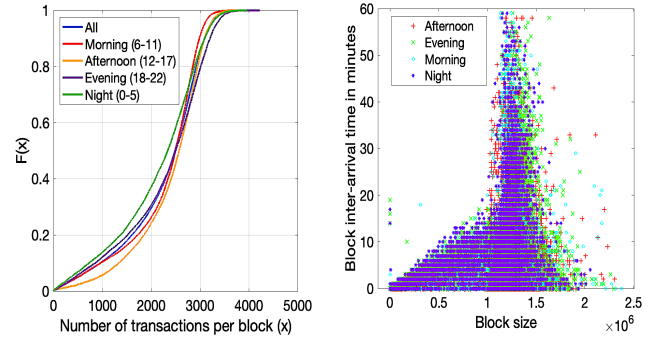 1
0.8
0.6
0.4
0.2
0
F(x)
All
Morning (6-11)
Afternoon (12-17)
Evening (18-22)
Night (0-5)
0 1000 2000 3000 4000 5000
Number of transactions per block (x)
60
50
40
30
20
10
0
Block inter-arrival time in minutes
Afternoon
Evening
Morning
Night
0 0.5 1 1.5 2 2.5
Block size
×10⁶